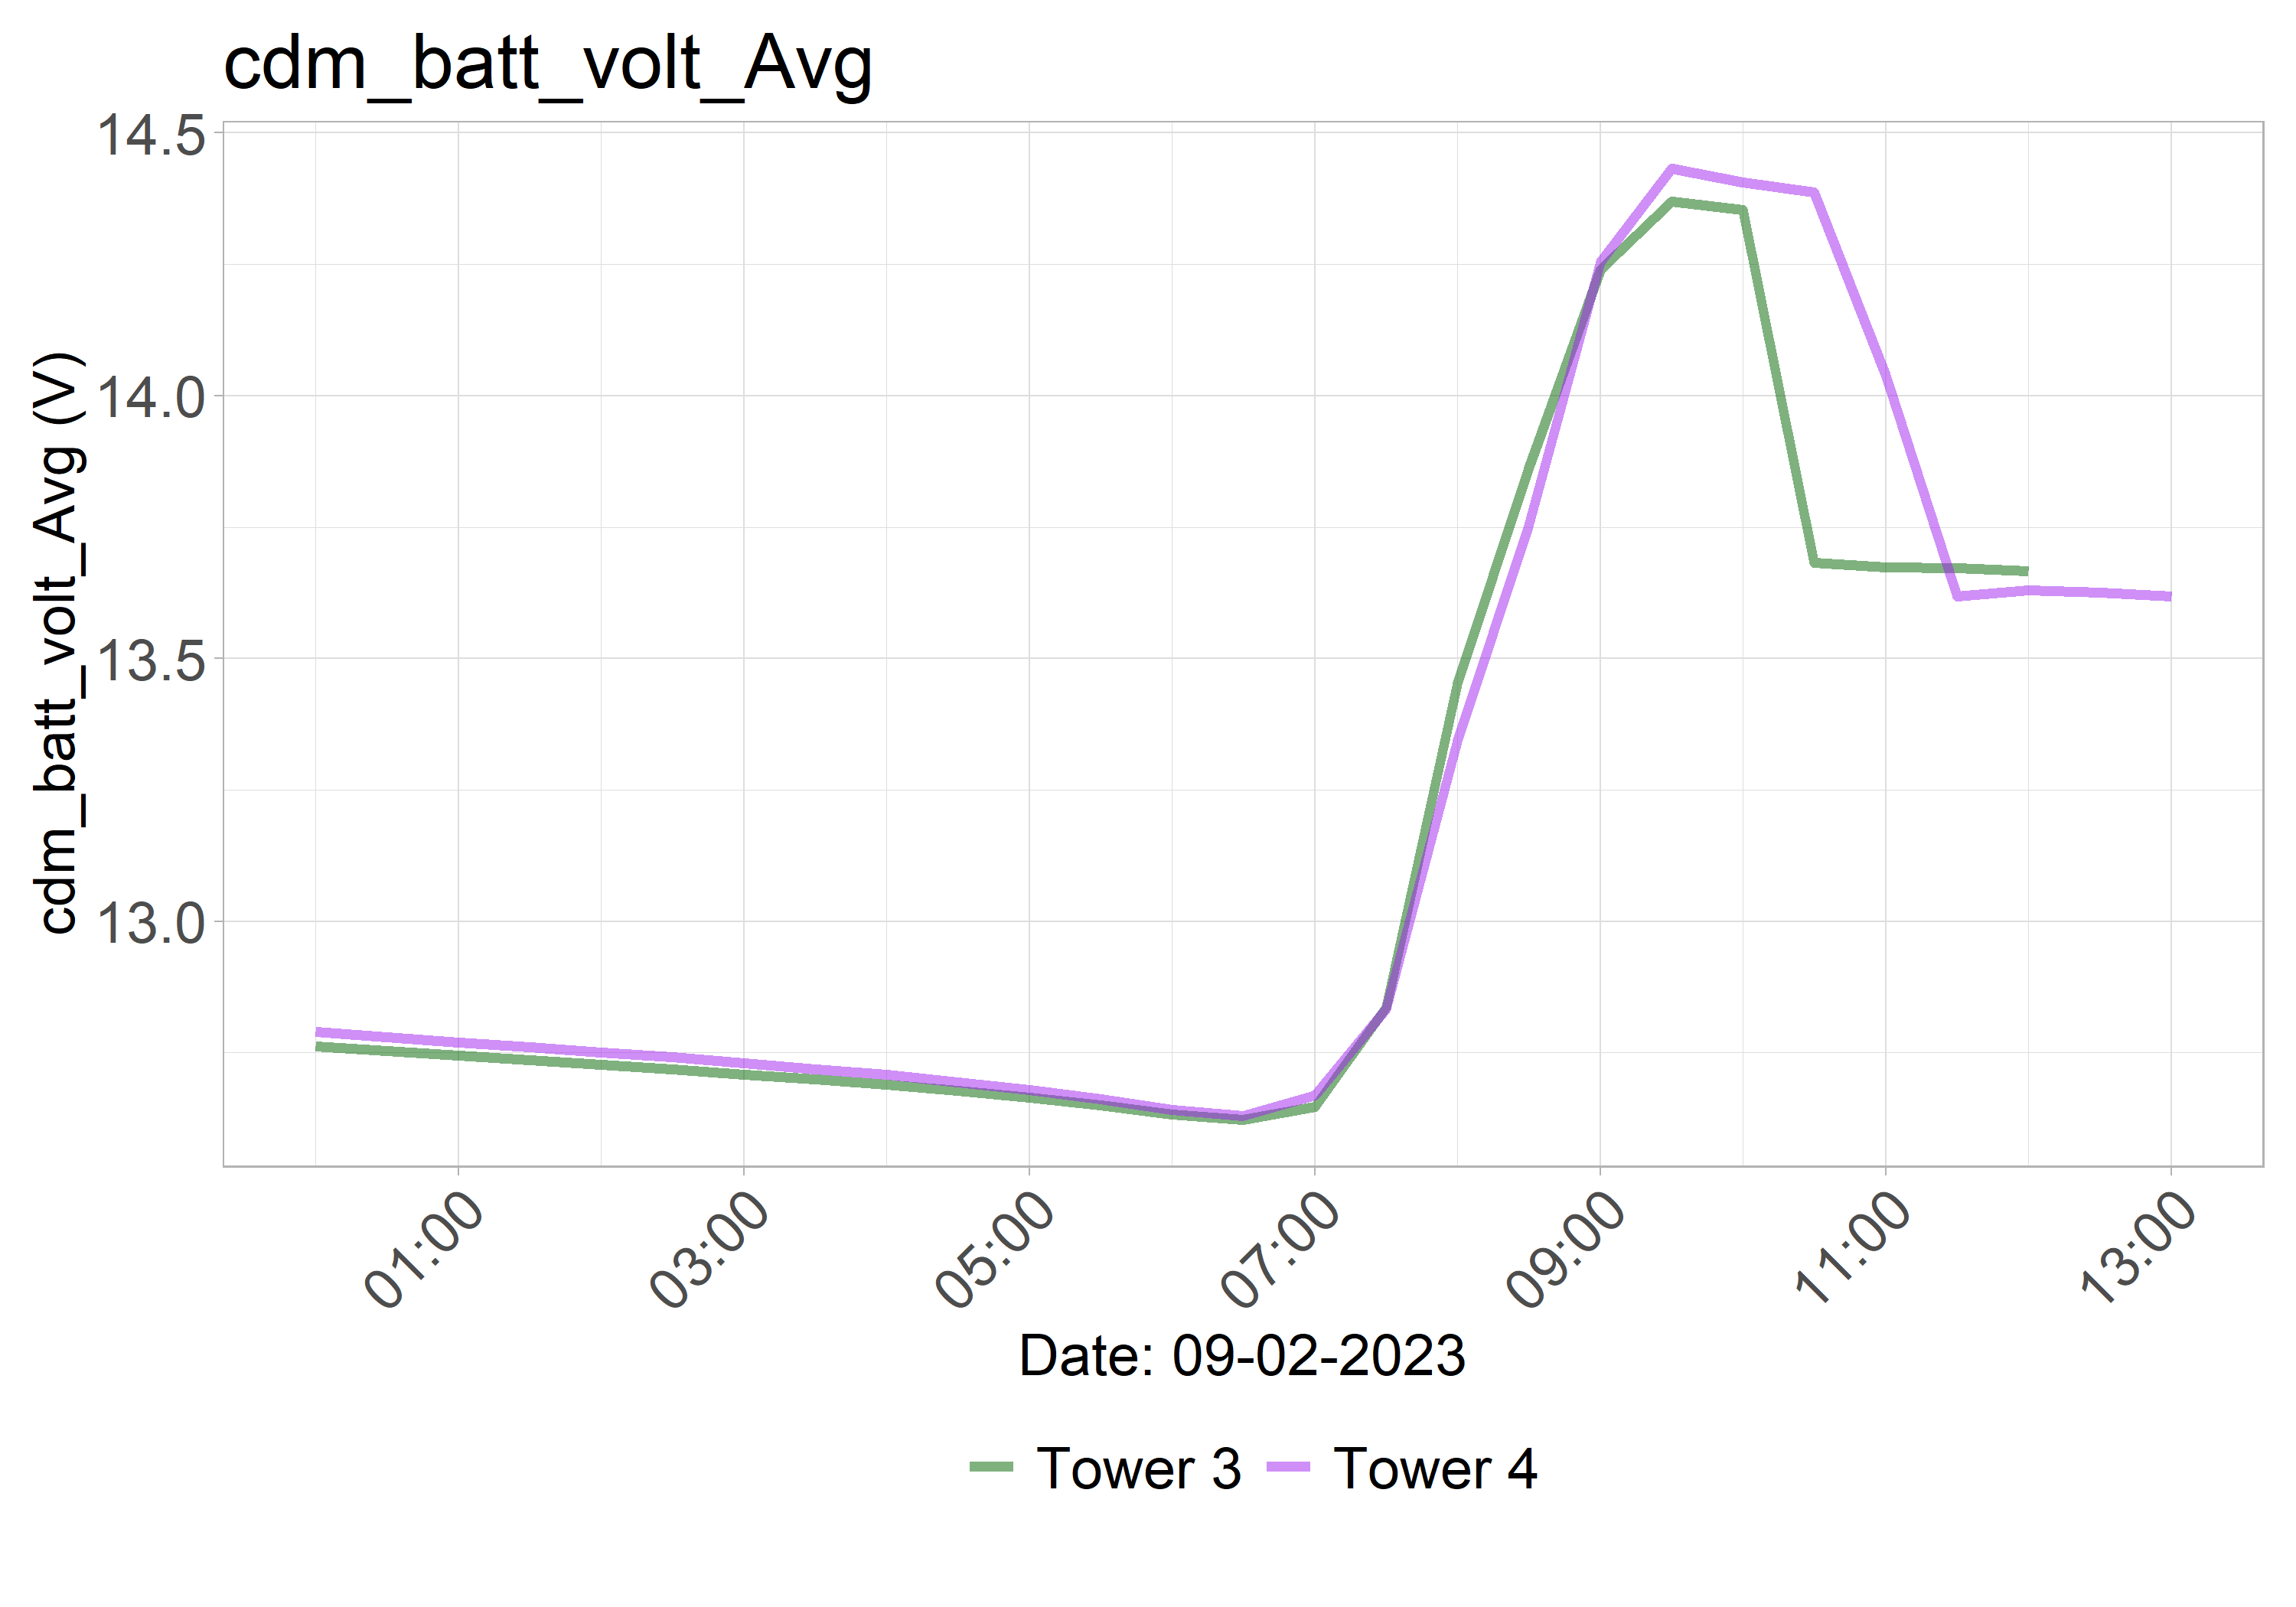 cdm_batt_volt_Avg
cdm_batt_volt_Avg (V)
14.5
14.0
13.5
13.0
01:00 03:00 05:00 07:00 09:00 11:00 13:00
Date: 09-02-2023
Tower 3 Tower 4